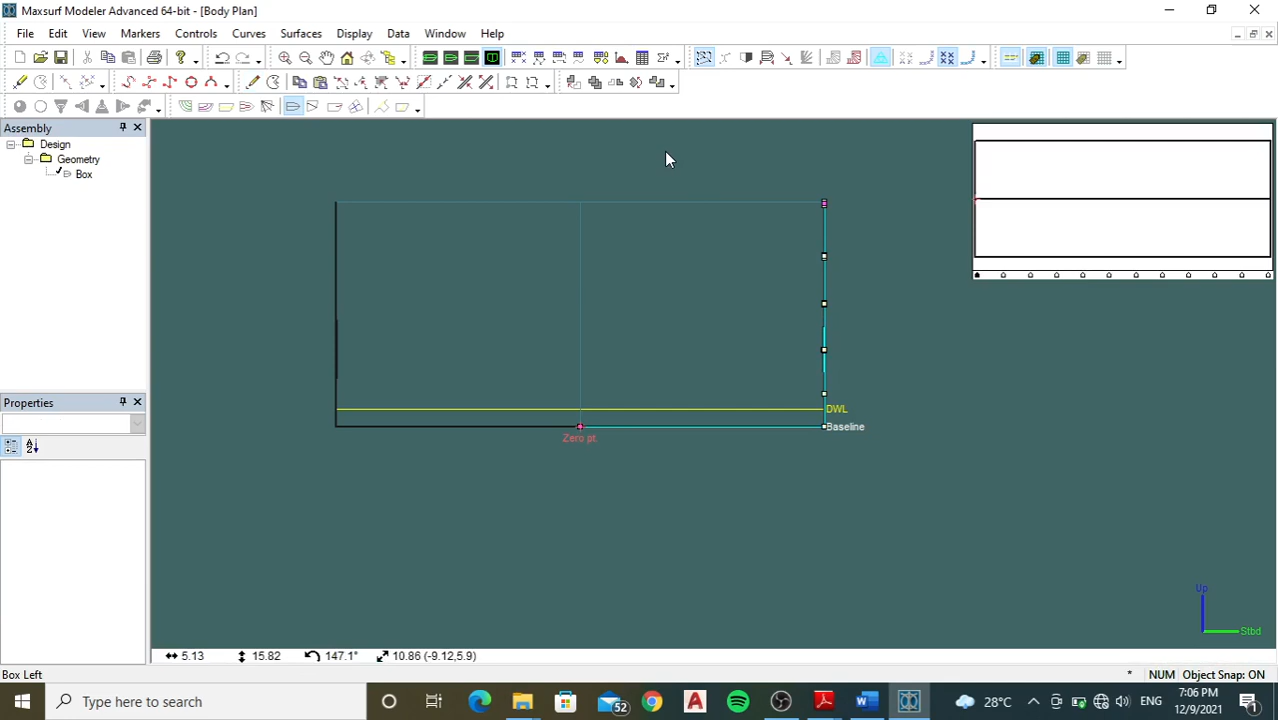 Maxsurf Modeler Advanced 64-bit - [Body Plan]
File Edit View Markers Controls Curves Surfaces Display Data Window Help
Assembly
Design
Geometry
Box
Properties
DWL
Baseline
Zero pt.
Up
Stbd
5.13 15.82 147.1° 10.86 (-9.12,5.9)
Box Left * NUM Object Snap: ON
Type here to search 52 28°C ENG 7:06 PM 12/9/2021 1